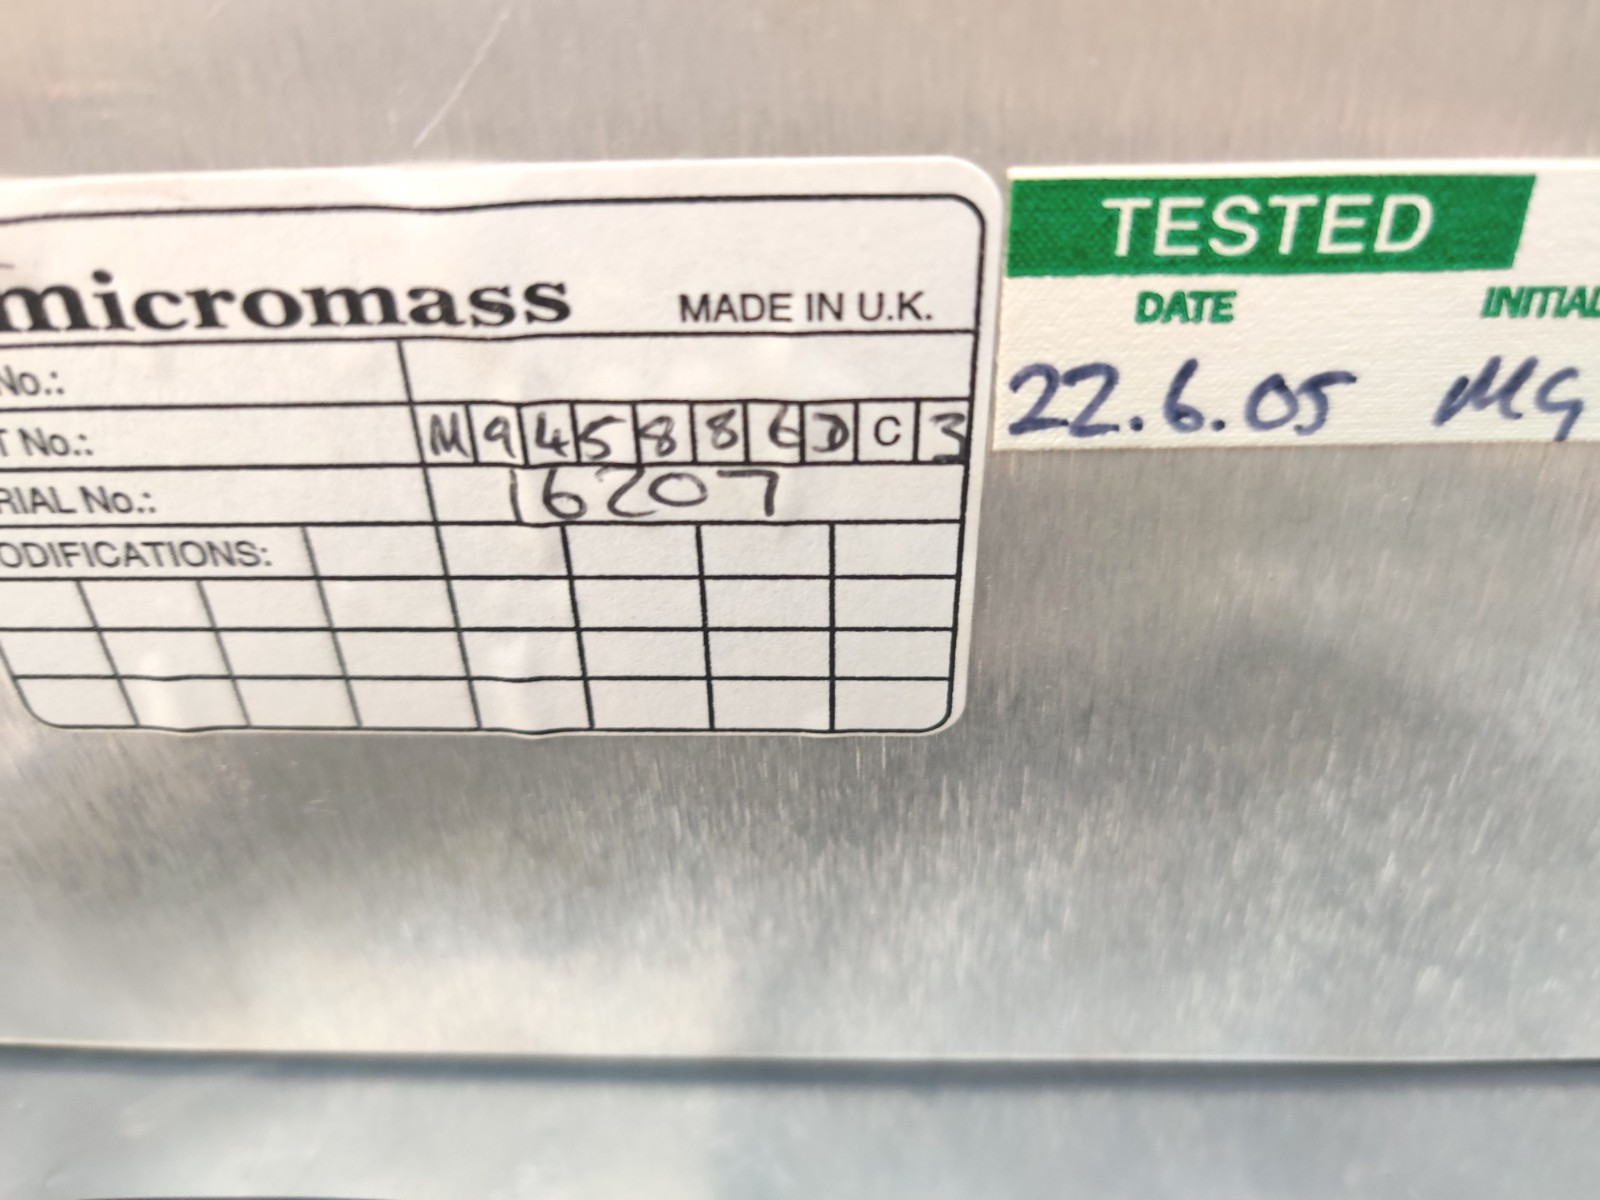 micromass MADE IN U.K.
No.:
T No.: M945886DC3
RIAL No.: 16207
ODIFICATIONS:
TESTED
DATE INITIAL
22.6.05 MG